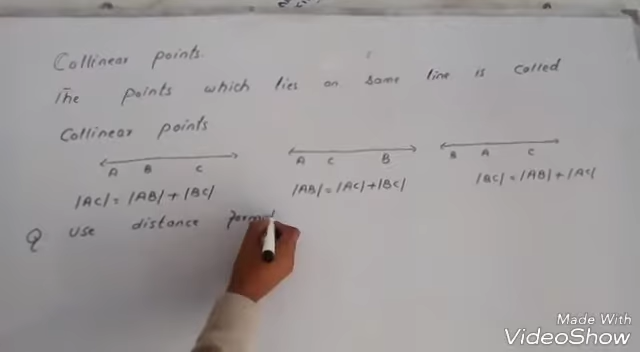 Collinear points.
The points which lies on same line is called
Collinear points
A B C
A C B
B A C
|AC| = |AB| + |BC|
|AB| = |AC| + |BC|
|BC| = |AB| + |AC|
Q Use distance
Made With
VideoShow